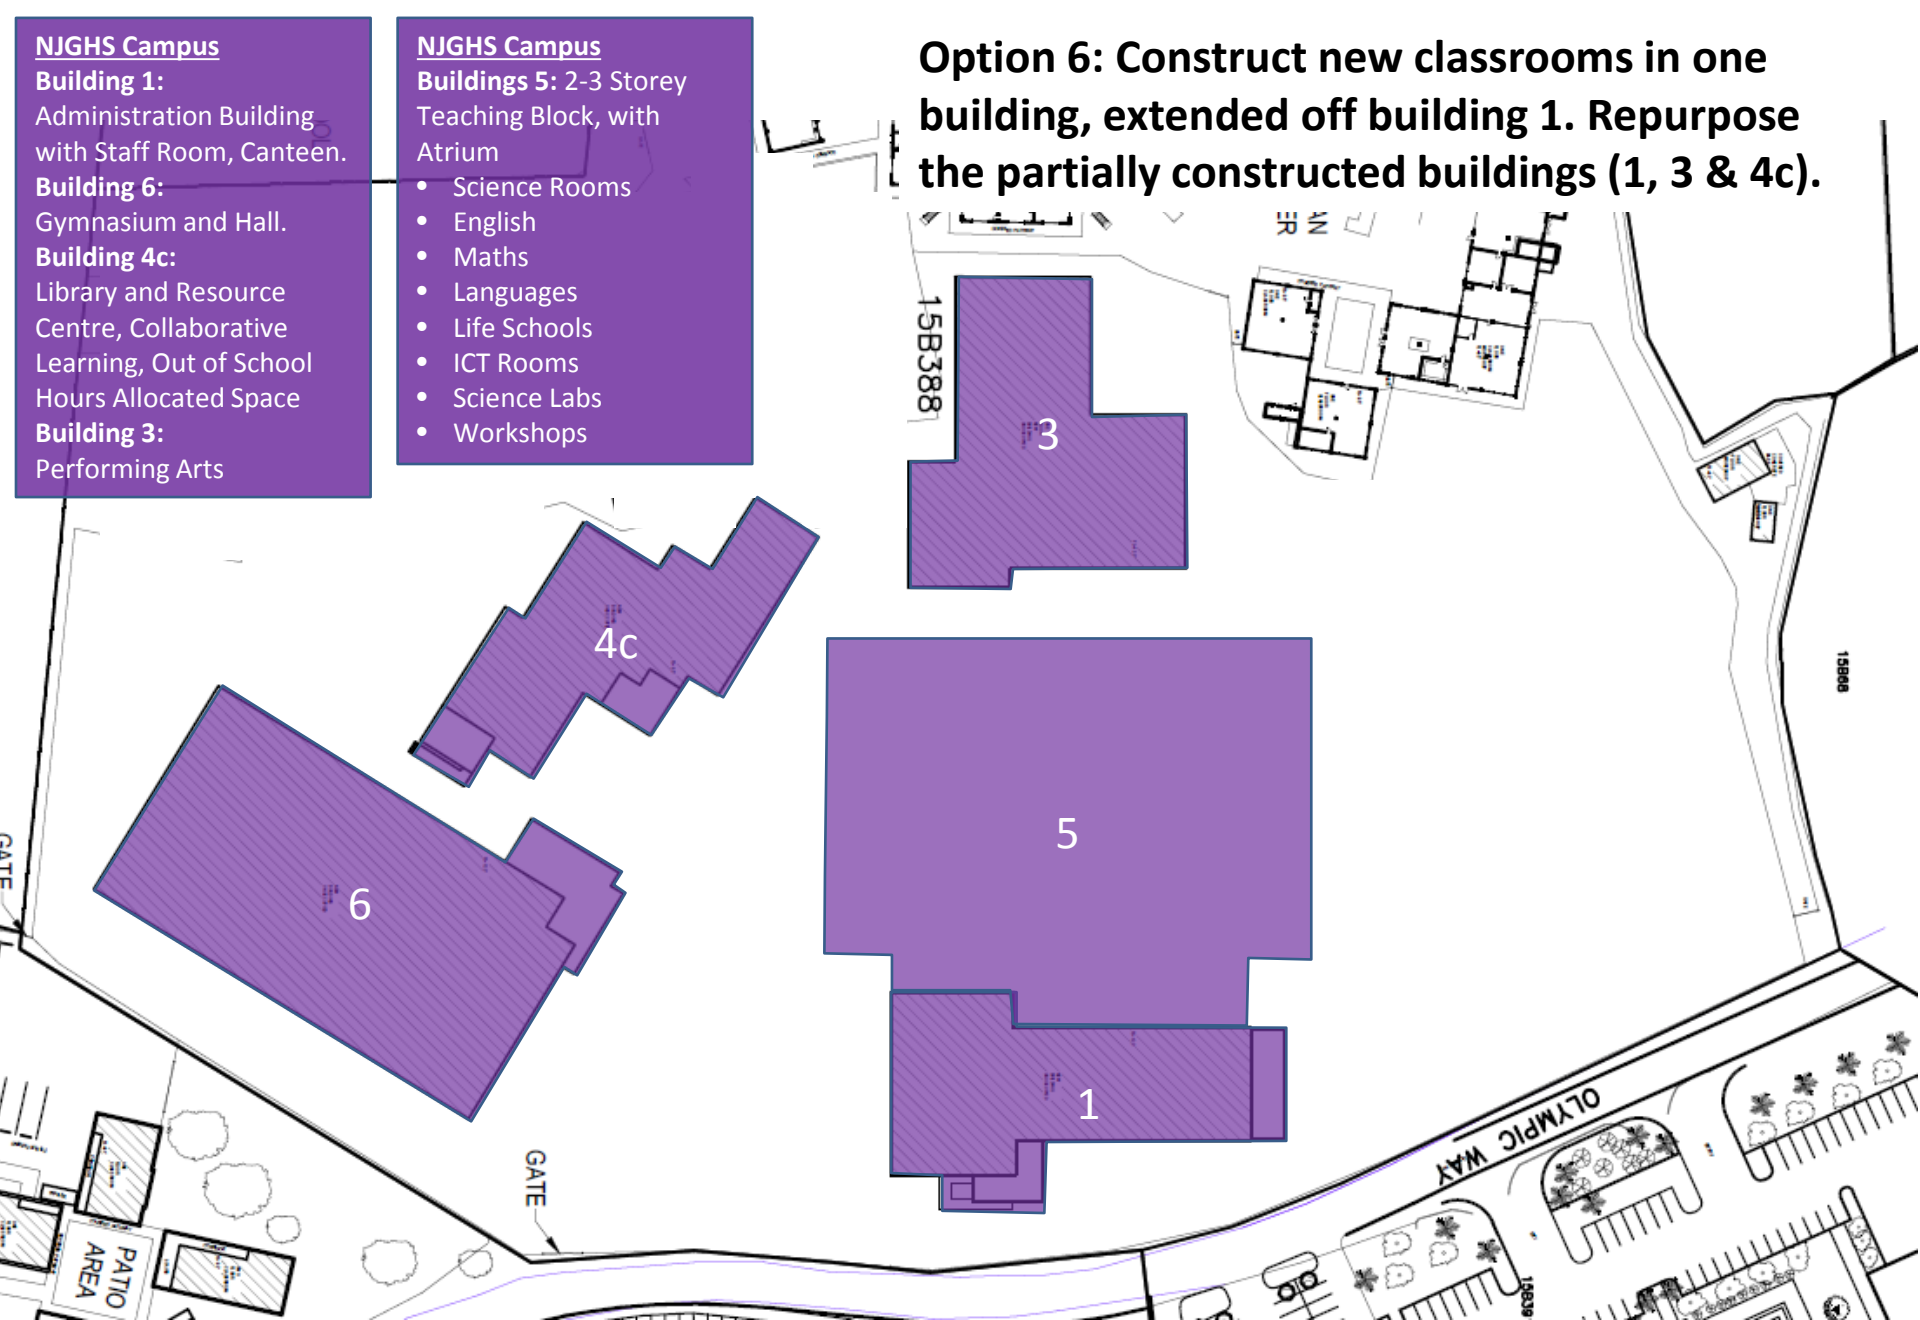 NJGHS Campus
Building 1:
Administration Building
with Staff Room, Canteen.
Building 6:
Gymnasium and Hall.
Building 4c:
Library and Resource
Centre, Collaborative
Learning, Out of School
Hours Allocated Space
Building 3:
Performing Arts
NJGHS Campus
Buildings 5: 2-3 Storey
Teaching Block, with
Atrium
• Science Rooms
• English
• Maths
• Languages
• Life Schools
• ICT Rooms
• Science Labs
• Workshops
Option 6: Construct new classrooms in one
building, extended off building 1. Repurpose
the partially constructed buildings (1, 3 & 4c).
15B388
3
4c
15B68
5
6
GATE
1
OLYMPIC WAY
GATE
PATIO
AREA
15B39